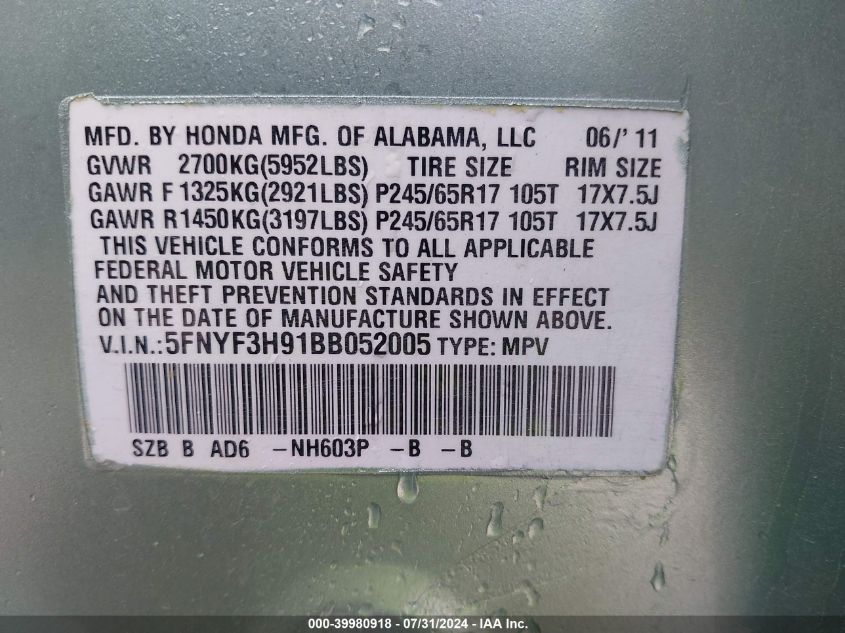 MFD. BY HONDA MFG. OF ALABAMA, LLC 06/' 11
GVWR 2700KG(5952LBS) TIRE SIZE RIM SIZE
GAWR F 1325KG(2921LBS) P245/65R17 105T 17X7.5J
GAWR R1450KG(3197LBS) P245/65R17 105T 17X7.5J
THIS VEHICLE CONFORMS TO ALL APPLICABLE
FEDERAL MOTOR VEHICLE SAFETY
AND THEFT PREVENTION STANDARDS IN EFFECT
ON THE DATE OF MANUFACTURE SHOWN ABOVE.
V.I.N.:5FNYF3H91BB052005 TYPE: MPV
SZB B AD6 -NH603P -B -B
000-39980918 - 07/31/2024 - © IAA, Inc.